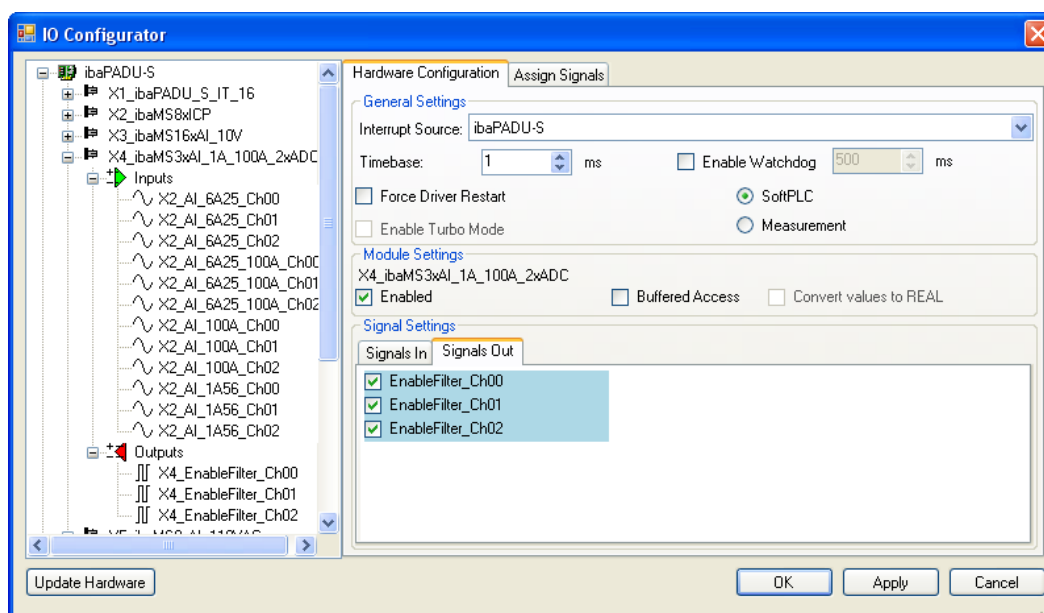 IO Configurator
ibaPADU-S
X1_ibaPADU_S_IT_16
X2_ibaMS8xICP
X3_ibaMS16xAI_10V
X4_ibaMS3xAI_1A_100A_2xADC
Inputs
X2_AI_6A25_Ch00
X2_AI_6A25_Ch01
X2_AI_6A25_Ch02
X2_AI_6A25_100A_Ch00
X2_AI_6A25_100A_Ch01
X2_AI_6A25_100A_Ch02
X2_AI_100A_Ch00
X2_AI_100A_Ch01
X2_AI_100A_Ch02
X2_AI_1A56_Ch00
X2_AI_1A56_Ch01
X2_AI_1A56_Ch02
Outputs
X4_EnableFilter_Ch00
X4_EnableFilter_Ch01
X4_EnableFilter_Ch02
Update Hardware
Hardware Configuration Assign Signals
General Settings
Interrupt Source: ibaPADU-S
Timebase: 1 ms Enable Watchdog 500 ms
Force Driver Restart SoftPLC
Enable Turbo Mode Measurement
Module Settings
X4_ibaMS3xAI_1A_100A_2xADC
Enabled Buffered Access Convert values to REAL
Signal Settings
Signals In Signals Out
EnableFilter_Ch00
EnableFilter_Ch01
EnableFilter_Ch02
OK Apply Cancel